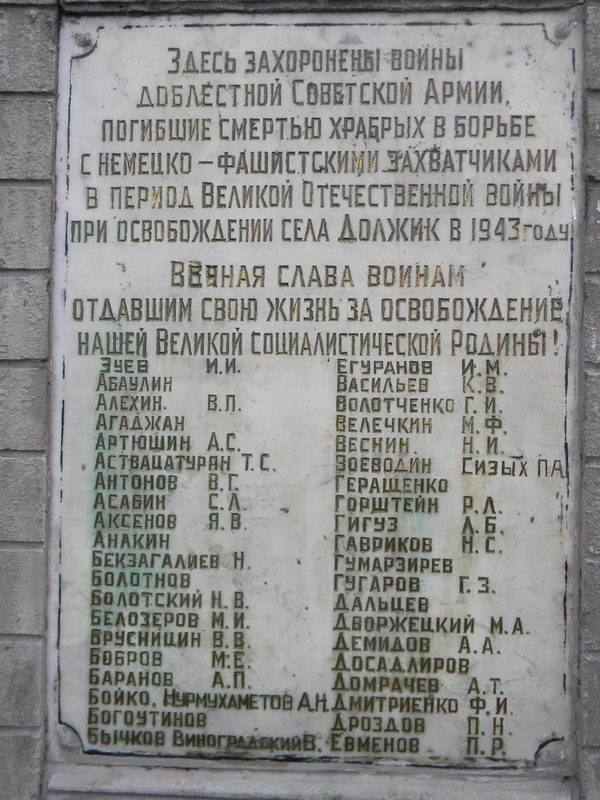 Здесь захоронены воины
доблестной Советской Армии,
погибшие смертью храбрых в борьбе
с немецко – фашистскими захватчиками
в период Великой Отечественной войны
при освобождении села Должик в 1943 году
Вечная слава воинам
отдавшим свою жизнь за освобождение
нашей Великой социалистической Родины!
Зуев И.И.
Абаулин
Алехин. В.П.
Агаджан
Артюшин А.С.
Аствацатурян Т.С.
Антонов В.Г.
Асабин С.Л.
Аксенов Я.В.
Анакин
Бекзагалиев Н.
Болотнов
Болотский Н.В.
Белозеров М.И.
Брусницин В.В.
Бобров М.Е.
Баранов А.П.
Бойко, Нурмухаметов А.Н.
Богоутинов
Бычков Виноградский В.
Егуранов И.М.
Васильев К.В.
Волотченко Г.И.
Велечкин М.Ф.
Веснин. Н.И.
Воеводин Сизых П.А
Геращенко
Горштейн Р.Л.
Гигуз Л.Б.
Гавриков Н.С.
Гумарзирев
Гугаров Г.З.
Дальцев
Дворжецкий М.А.
Демидов А.А.
Досадлиров
Домрачев А.Т.
Дмитриенко Ф.И.
Дроздов П.Н.
Евменов П.Р.